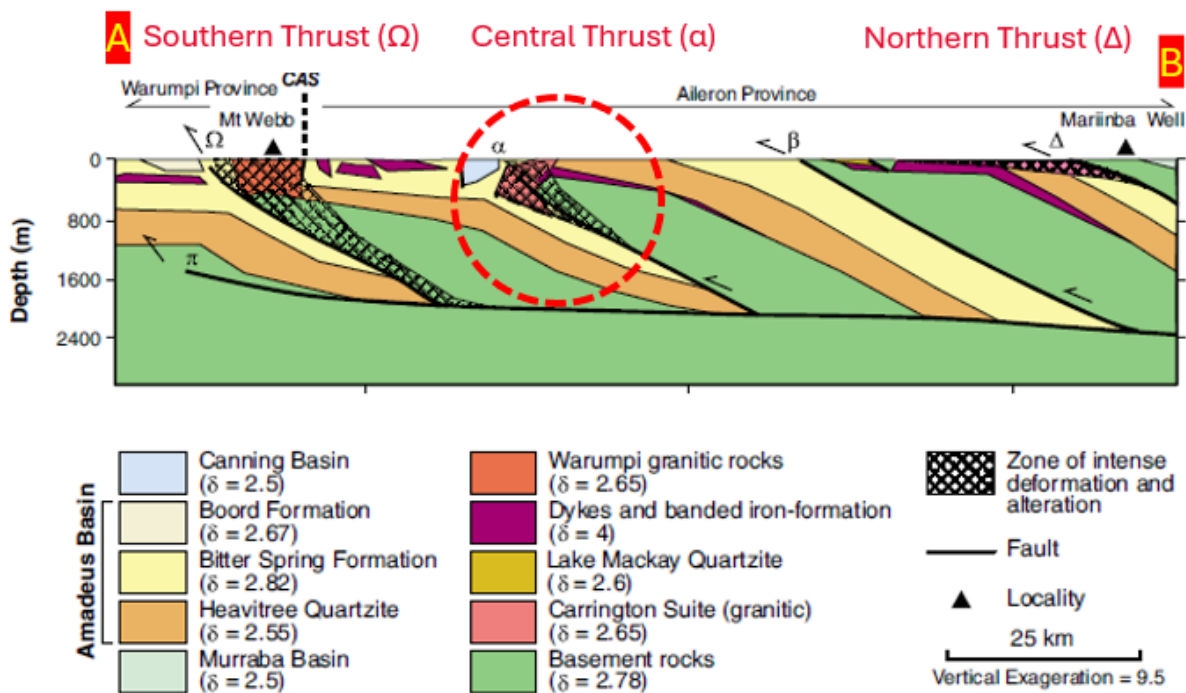 A
Southern Thrust (Ω)
Central Thrust (α)
Northern Thrust (Δ)
B
Warumpi Province
CAS
Aileron Province
Mt Webb
Mariinba Well
Ω
α
β
Δ
π
Depth (m)
0
800
1600
2400
Amadeus Basin
Canning Basin
(δ = 2.5)
Boord Formation
(δ = 2.67)
Bitter Spring Formation
(δ = 2.82)
Heavitree Quartzite
(δ = 2.55)
Murraba Basin
(δ = 2.5)
Warumpi granitic rocks
(δ = 2.65)
Dykes and banded iron-formation
(δ = 4)
Lake Mackay Quartzite
(δ = 2.6)
Carrington Suite (granitic)
(δ = 2.65)
Basement rocks
(δ = 2.78)
Zone of intense
deformation and
alteration
Fault
Locality
25 km
Vertical Exageration = 9.5